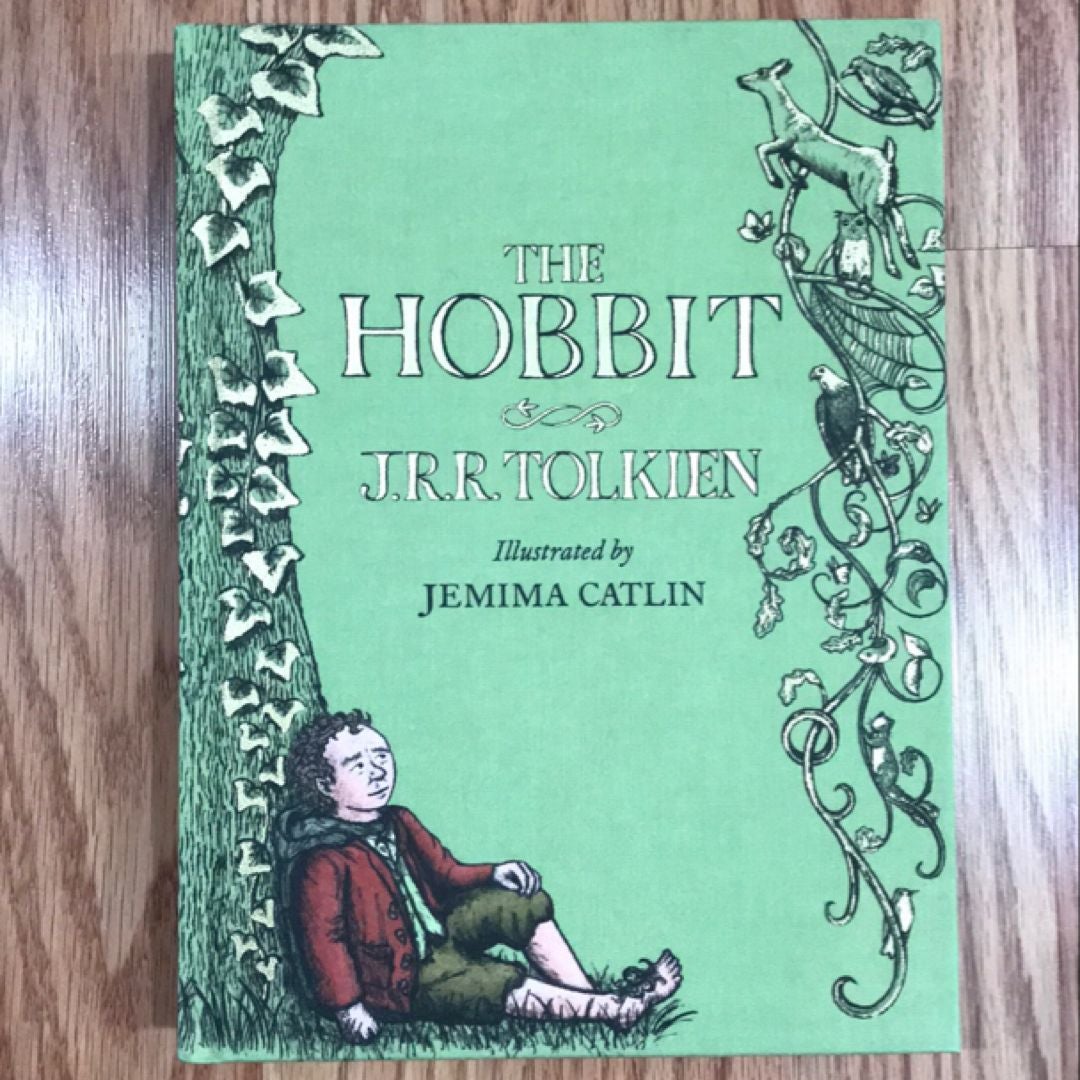 THE
HOBBIT
J.R.R. TOLKIEN
Illustrated by
JEMIMA CATLIN